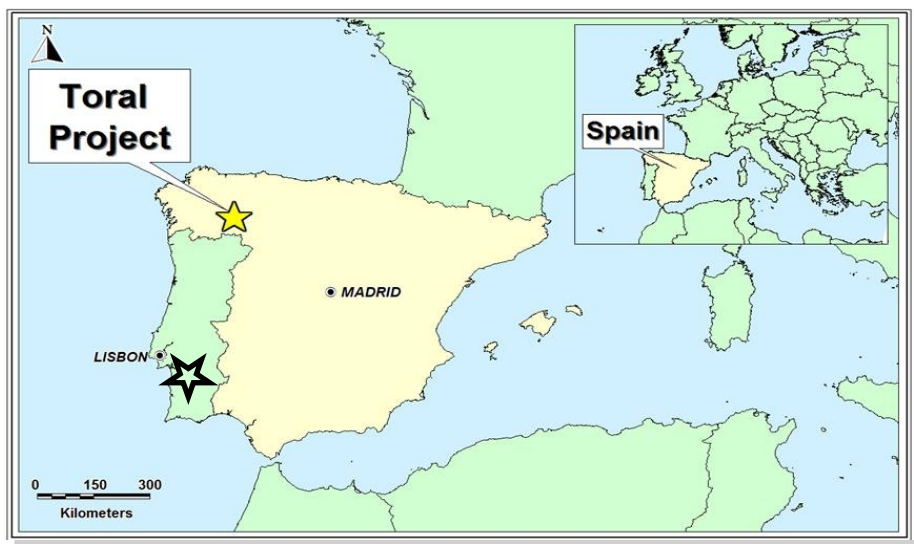 N
Toral
Project
Spain
MADRID
LISBON
0 150 300
Kilometers